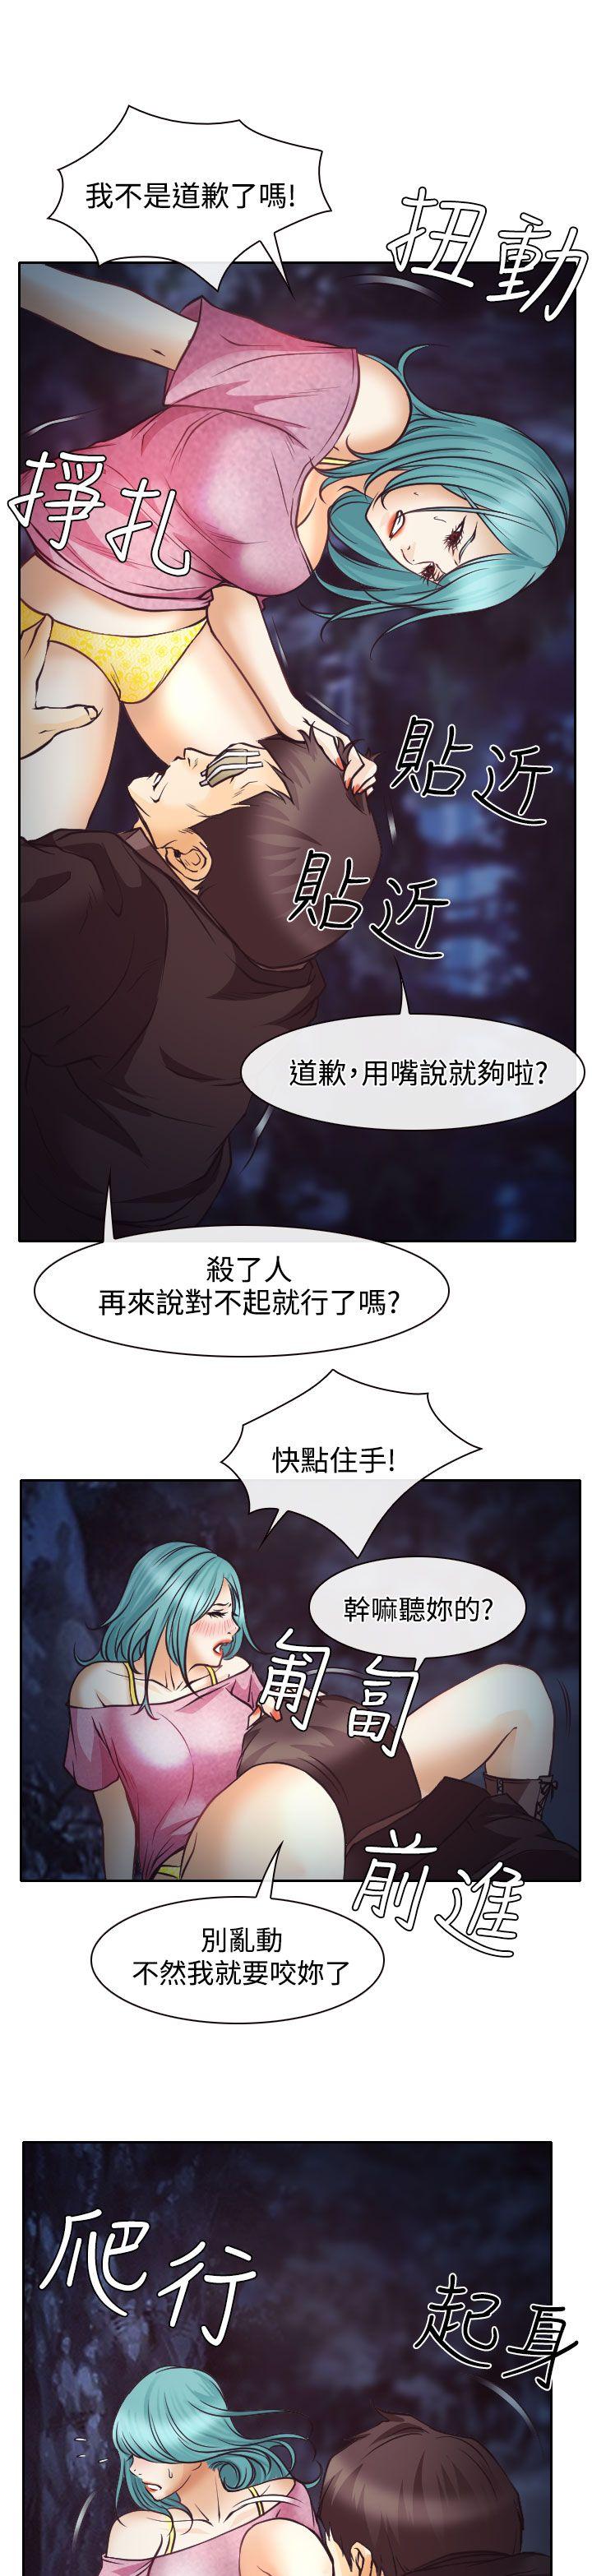 我不是道歉了嗎!
扭動
掙扎
貼近
貼近
道歉,用嘴說就夠啦?
殺了人
再來說對不起就行了嗎?
快點住手!
幹嘛聽妳的?
匍匐
前進
別亂動
不然我就要咬妳了
爬行
起身